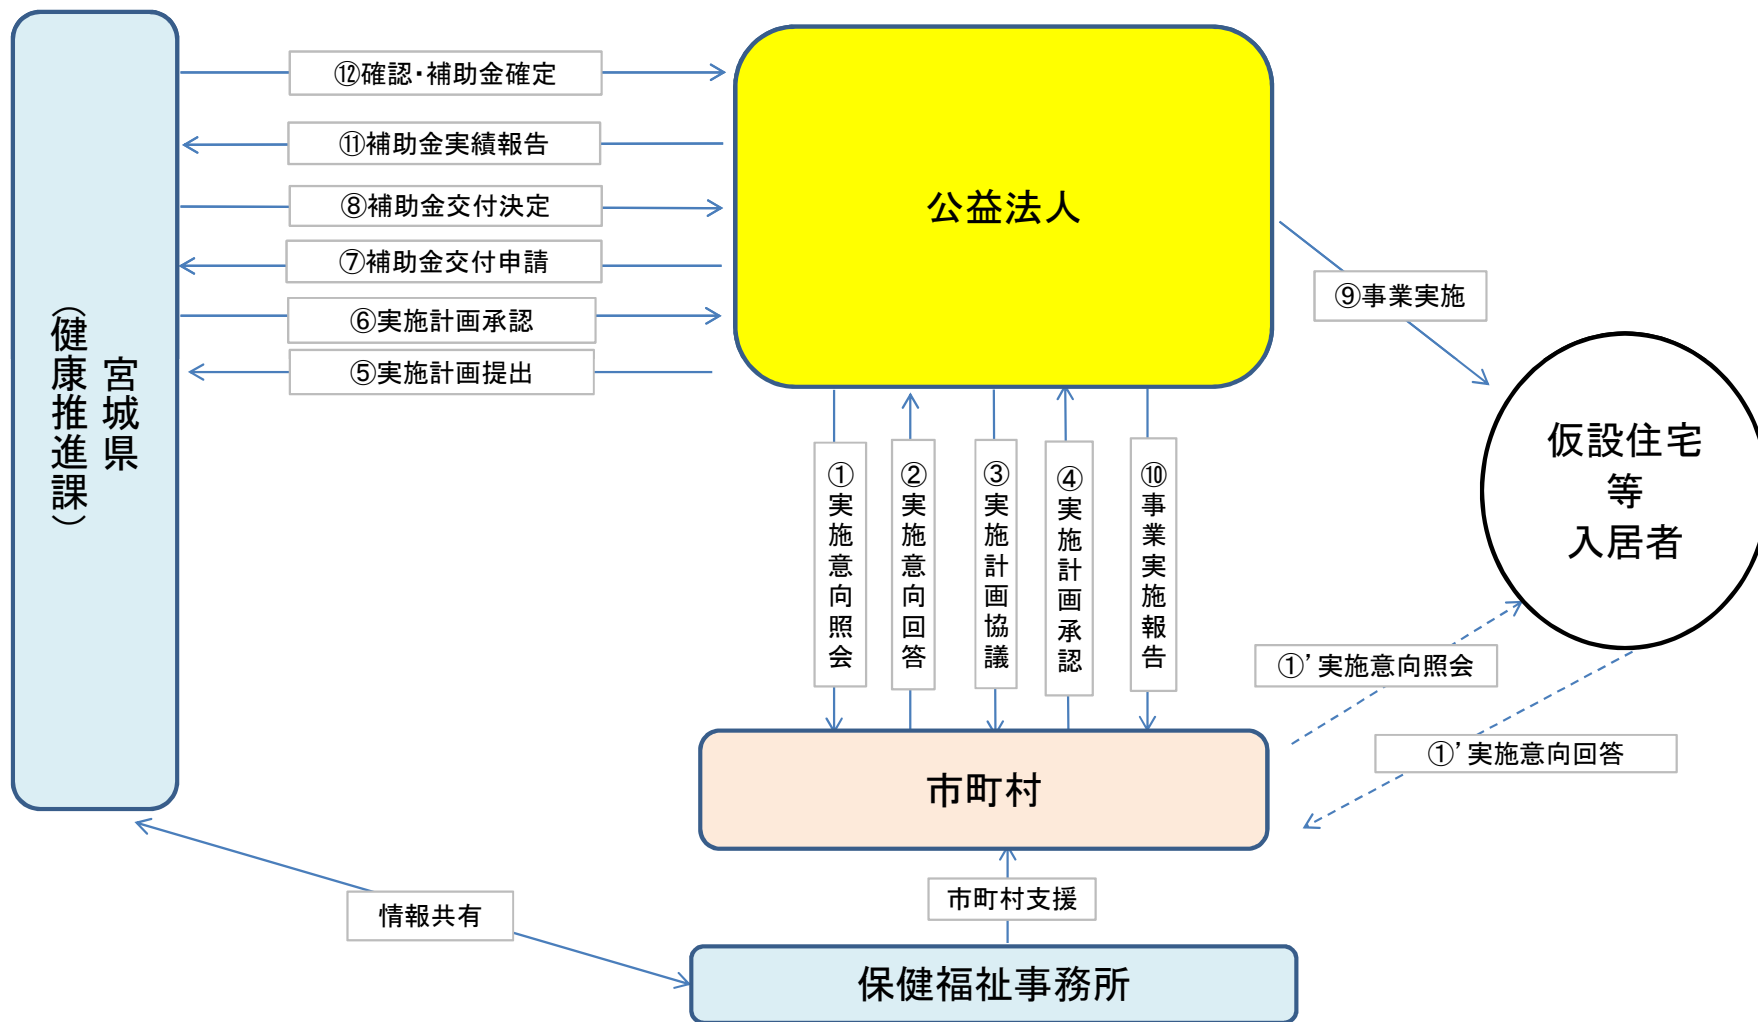 ⑫確認・補助金確定
⑪補助金実績報告
⑧補助金交付決定
⑦補助金交付申請
⑥実施計画承認
⑤実施計画提出
宮城県
（健康推進課）
公益法人
⑨事業実施
仮設住宅
等
入居者
①実施意向照会
②実施意向回答
③実施計画協議
④実施計画承認
⑩事業実施報告
①’実施意向照会
①’実施意向回答
市町村
市町村支援
情報共有
保健福祉事務所